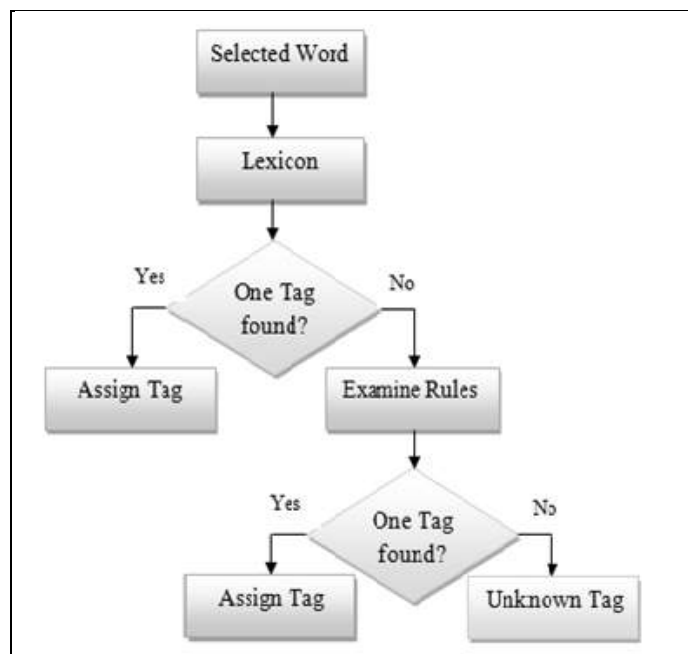 Selected Word
Lexicon
One Tag
found?
Yes
No
Assign Tag
Examine Rules
One Tag
found?
Yes
No
Assign Tag
Unknown Tag